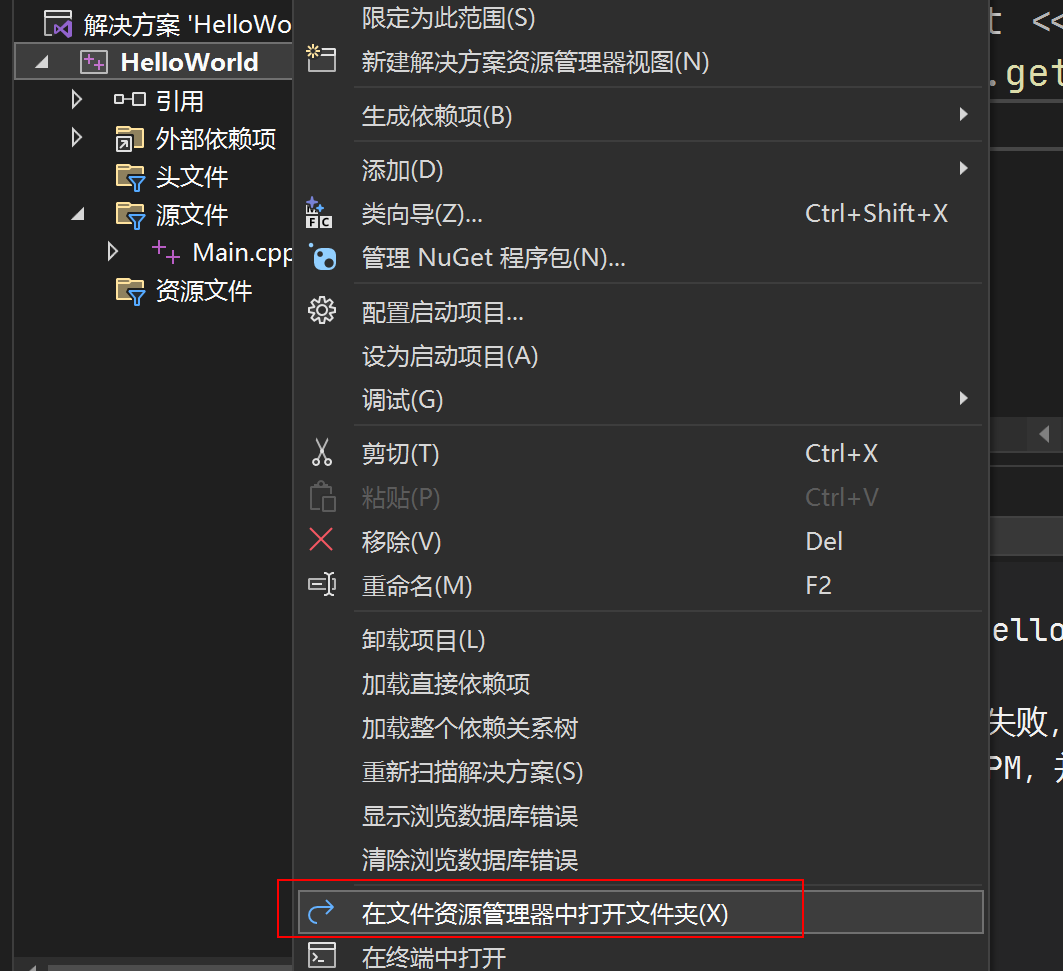 解决方案 'HelloWo
HelloWorld
引用
外部依赖项
头文件
源文件
Main.cpp
资源文件
限定为此范围(S)
新建解决方案资源管理器视图(N)
生成依赖项(B)
添加(D)
类向导(Z)... Ctrl+Shift+X
管理 NuGet 程序包(N)...
配置启动项目...
设为启动项目(A)
调试(G)
剪切(T) Ctrl+X
粘贴(P) Ctrl+V
移除(V) Del
重命名(M) F2
卸载项目(L)
加载直接依赖项
加载整个依赖关系树
重新扫描解决方案(S)
显示浏览数据库错误
清除浏览数据库错误
在文件资源管理器中打开文件夹(X)
在终端中打开
t <<
.get
ello
失败,
PM,